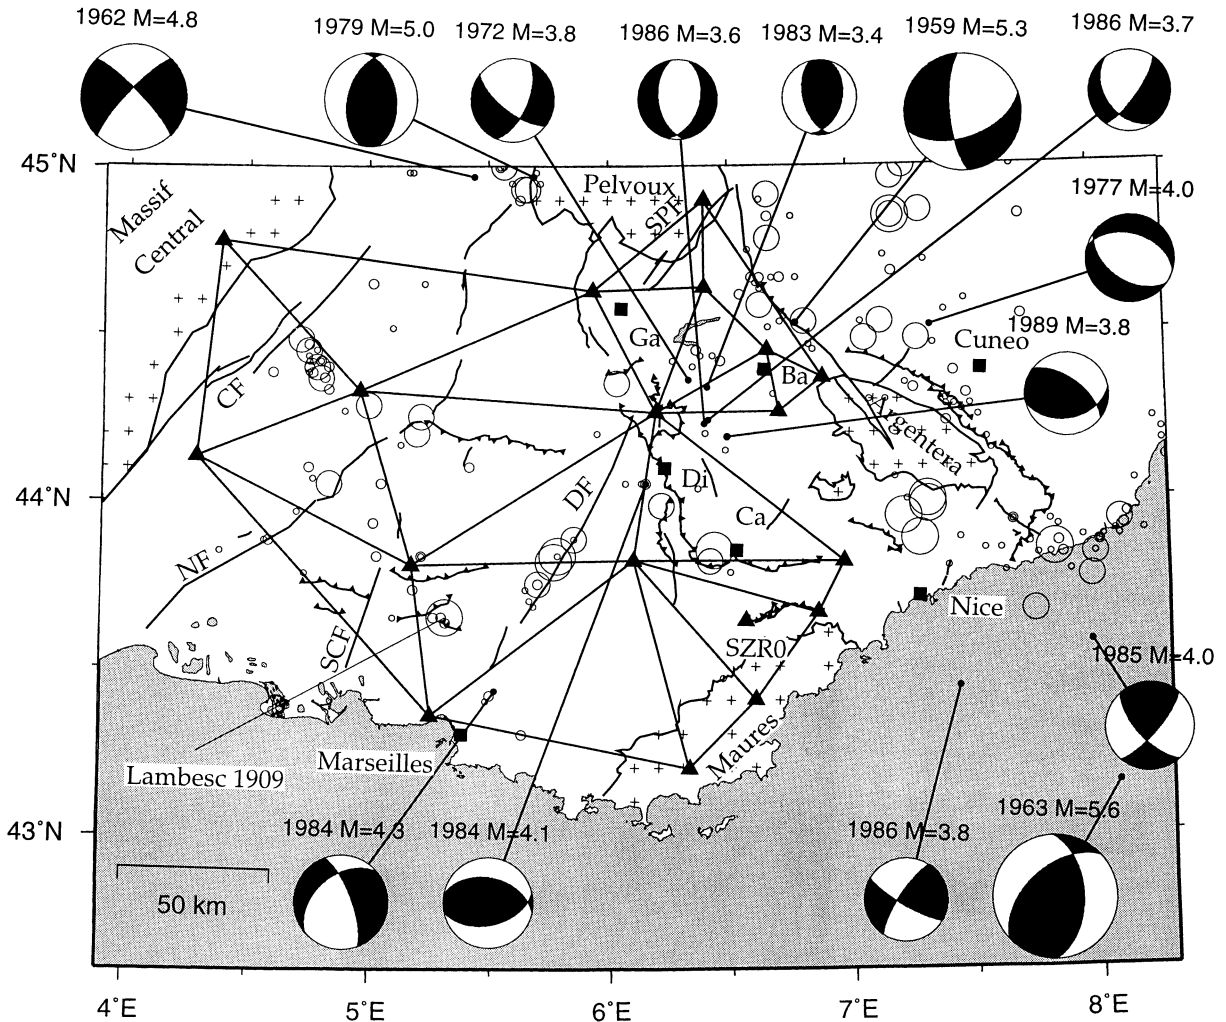 1962 M=4.8
1979 M=5.0
1972 M=3.8
1986 M=3.6
1983 M=3.4
1959 M=5.3
1986 M=3.7
45°N
Massif
Central
Pelvoux
SPF
1977 M=4.0
Ga
Cuneo
1989 M=3.8
CF
Ba
Argentera
44°N
DF
Di
Ca
NF
Nice
SCF
SZR0
1985 M=4.0
Marseilles
Maures
Lambesc 1909
43°N
1984 M=4.3
1984 M=4.1
1986 M=3.8
1963 M=5.6
50 km
4°E
5°E
6°E
7°E
8°E